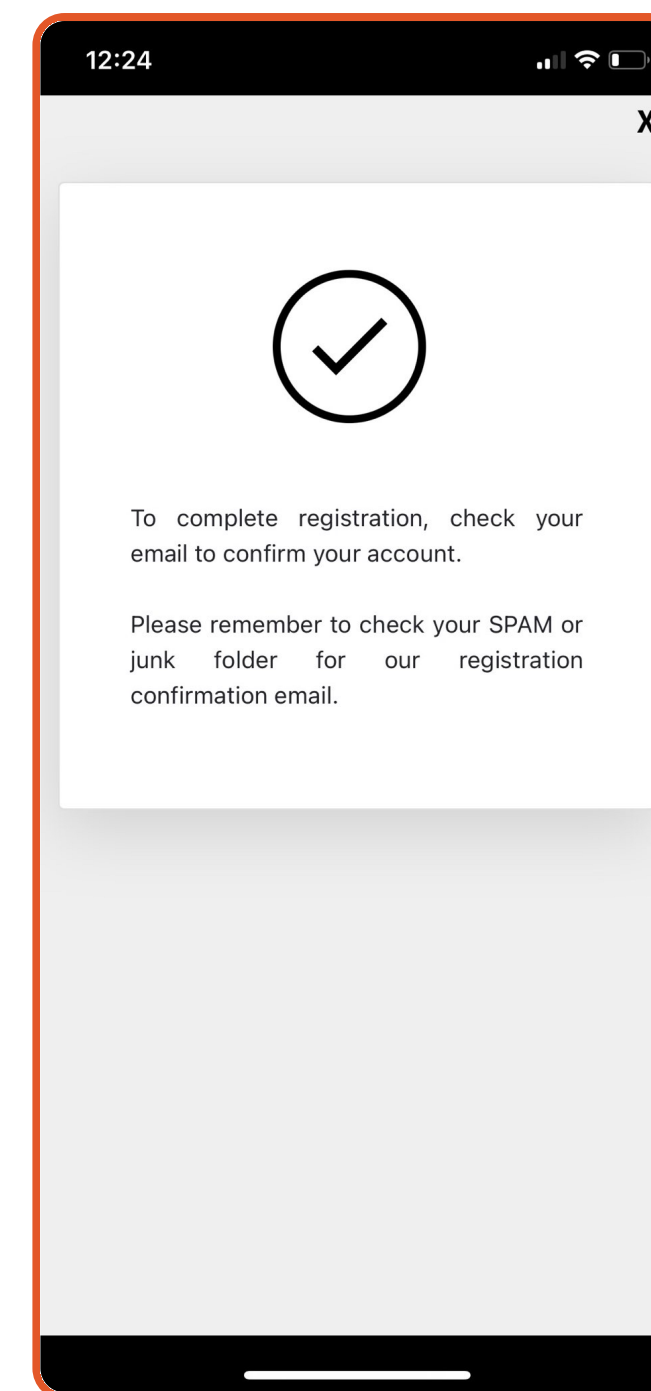 12:24
X
To complete registration, check your
email to confirm your account.
Please remember to check your SPAM or
junk folder for our registration
confirmation email.